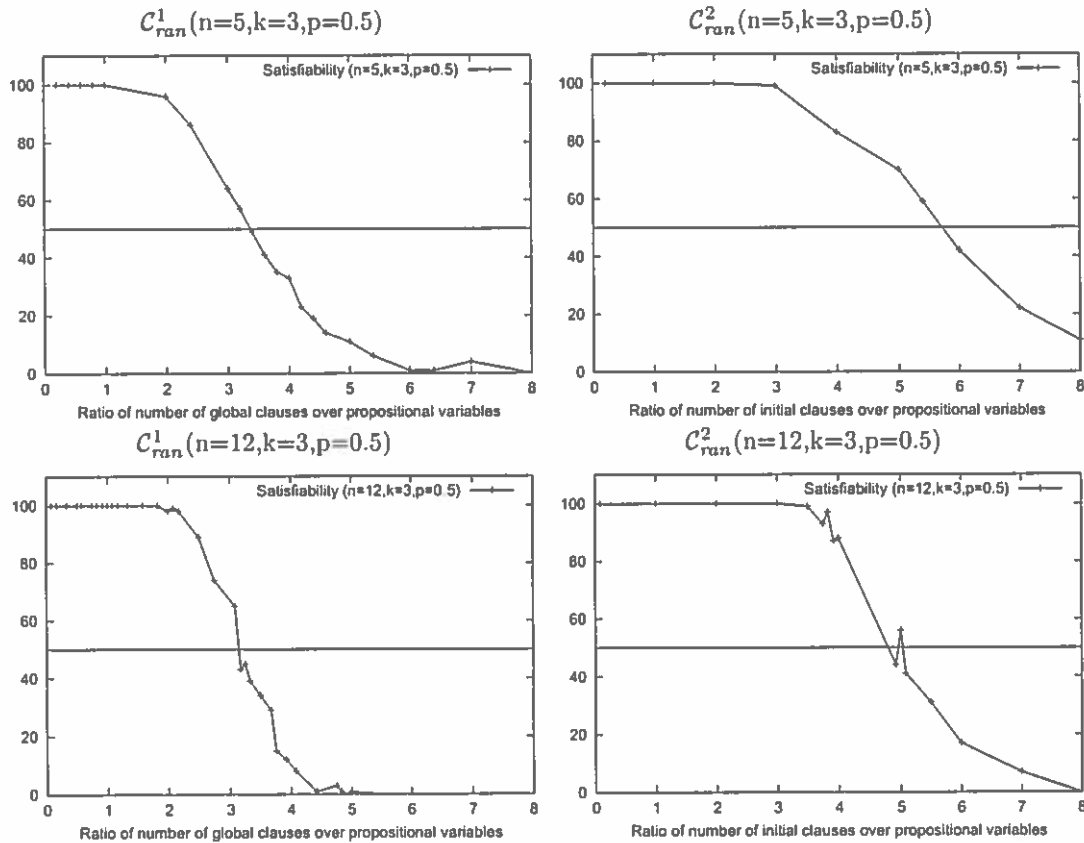 C¹ran(n=5,k=3,p=0.5)
Satisfiability (n=5,k=3,p=0.5)
100
80
60
40
20
0
0 1 2 3 4 5 6 7 8
Ratio of number of global clauses over propositional variables
C²ran(n=5,k=3,p=0.5)
Satisfiability (n=5,k=3,p=0.5)
100
80
60
40
20
0
0 1 2 3 4 5 6 7 8
Ratio of number of initial clauses over propositional variables
C¹ran(n=12,k=3,p=0.5)
Satisfiability (n=12,k=3,p=0.5)
100
80
60
40
20
0
0 1 2 3 4 5 6 7 8
Ratio of number of global clauses over propositional variables
C²ran(n=12,k=3,p=0.5)
Satisfiability (n=12,k=3,p=0.5)
100
80
60
40
20
0
0 1 2 3 4 5 6 7 8
Ratio of number of initial clauses over propositional variables